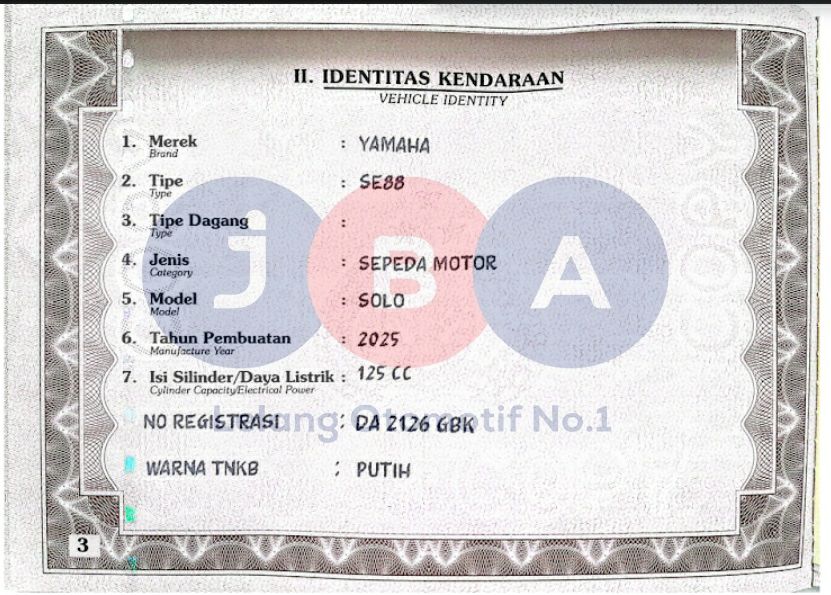 II. IDENTITAS KENDARAAN
VEHICLE IDENTITY
1. Merek : YAMAHA
Brand
2. Tipe : SE88
Type
3. Tipe Dagang :
Type
4. Jenis : SEPEDA MOTOR
Category
5. Model : SOLO
Model
6. Tahun Pembuatan : 2025
Manufacture Year
7. Isi Silinder/Daya Listrik : 125 CC
Cylinder Capacity/Electrical Power
NO REGISTRASI : DA 2126 GBK
WARNA TNKB : PUTIH
3
JBA
Lelang Otomotif No.1